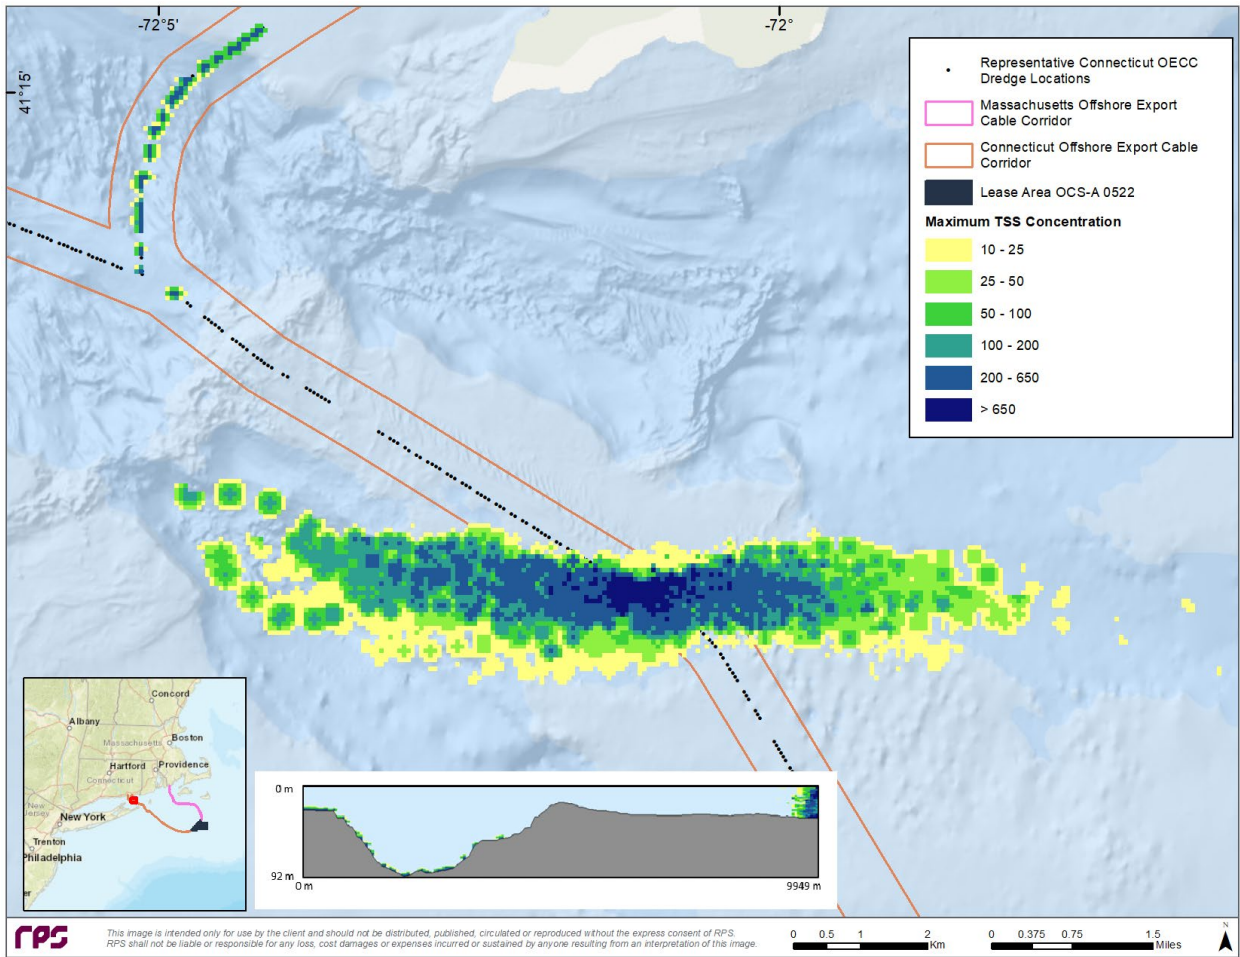 -72°5'
-72°
41°15'
Representative Connecticut OECC
Dredge Locations
Massachusetts Offshore Export
Cable Corridor
Connecticut Offshore Export Cable
Corridor
Lease Area OCS-A 0522
Maximum TSS Concentration
10 - 25
25 - 50
50 - 100
100 - 200
200 - 650
> 650
Concord
Albany
Massachusetts
Boston
Hartford
Providence
Connecticut
New
Jersey
New York
Trenton
Philadelphia
er
0 m
92 m
0 m
9949 m
RPS
This image is intended only for use by the client and should not be distributed, published, circulated or reproduced without the express consent of RPS.
RPS shall not be liable or responsible for any loss, cost damages or expenses incurred or sustained by anyone resulting from an interpretation of this image.
0 0.5 1 2
Km
0 0.375 0.75 1.5
Miles
N